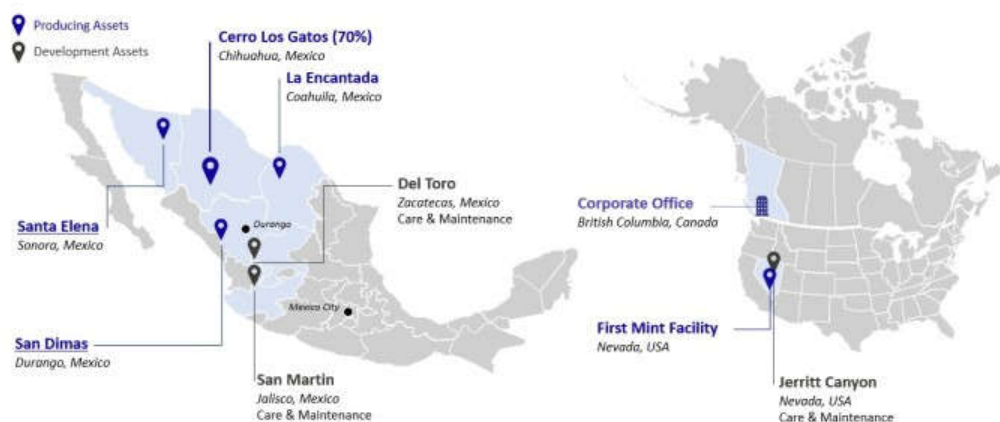 Producing Assets
Development Assets
Cerro Los Gatos (70%)
Chihuahua, Mexico
La Encantada
Coahuila, Mexico
Del Toro
Zacatecas, Mexico
Care & Maintenance
Santa Elena
Sonora, Mexico
Durango
Mexico City
San Dimas
Durango, Mexico
San Martin
Jalisco, Mexico
Care & Maintenance
Corporate Office
British Columbia, Canada
First Mint Facility
Nevada, USA
Jerritt Canyon
Nevada, USA
Care & Maintenance